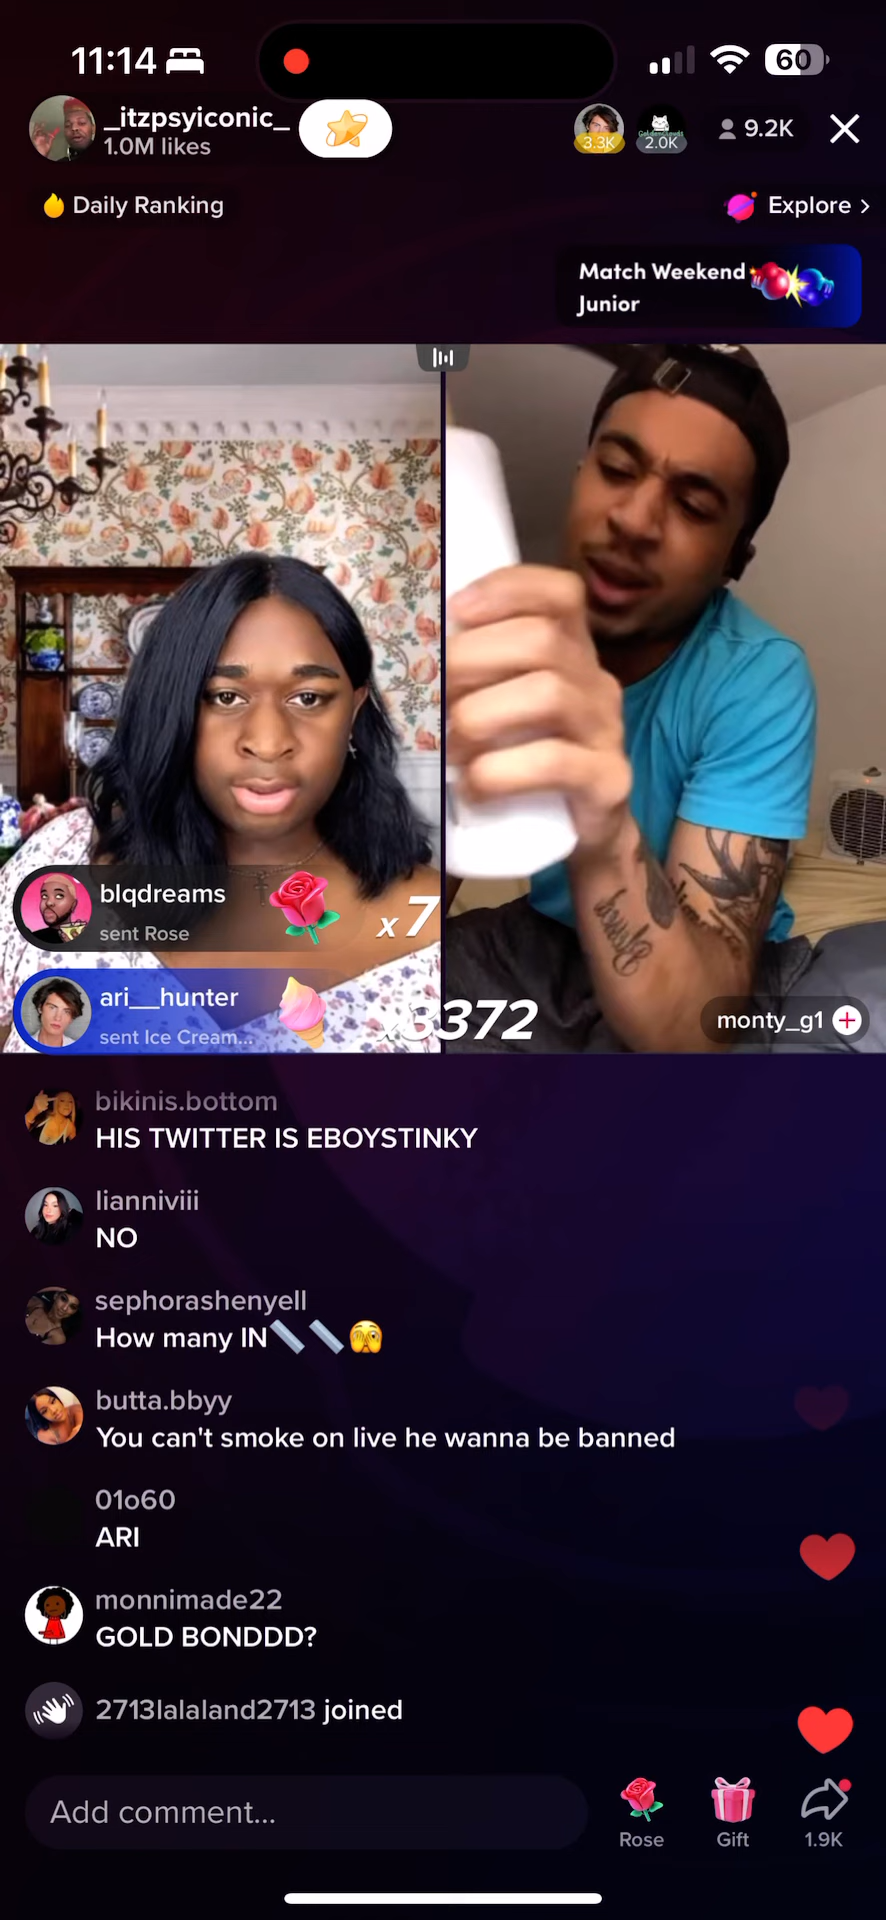 11:14
60
_itzpsyiconic_
1.0M likes
3.3K
2.0K
9.2K
Daily Ranking
Explore >
Match Weekend
Junior
blqdreams
sent Rose
x7
ari__hunter
sent Ice Cream...
x3372
monty_g1
bikinis.bottom
HIS TWITTER IS EBOYSTINKY
lianniviii
NO
sephorashenyell
How many IN
butta.bbyy
You can't smoke on live he wanna be banned
01o60
ARI
monnimade22
GOLD BONDDD?
2713lalaland2713 joined
Add comment...
Rose
Gift
1.9K